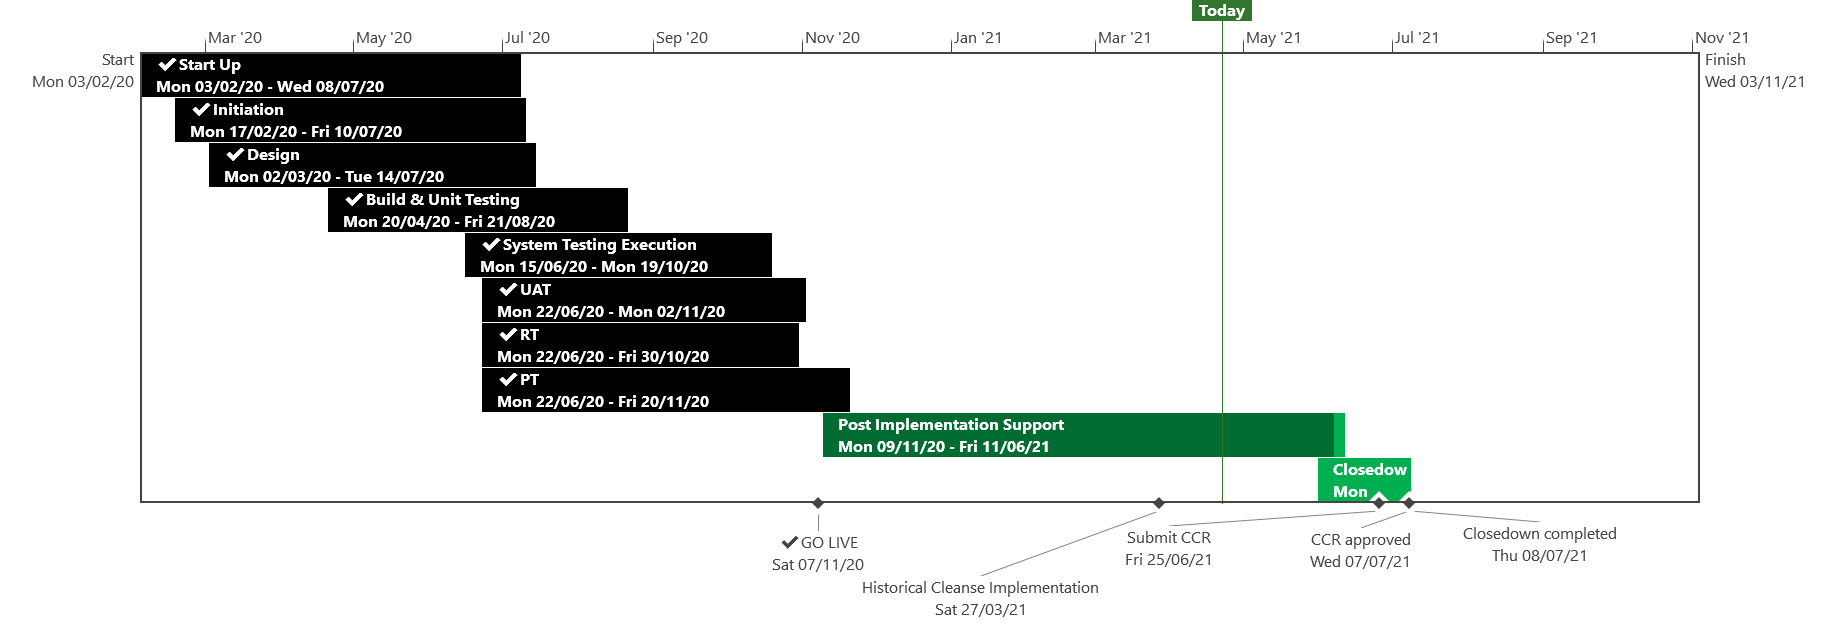 Today
Mar '20
May '20
Jul '20
Sep '20
Nov '20
Jan '21
Mar '21
May '21
Jul '21
Sep '21
Nov '21
Start
Mon 03/02/20
Finish
Wed 03/11/21
✔Start Up
Mon 03/02/20 - Wed 08/07/20
✔Initiation
Mon 17/02/20 - Fri 10/07/20
✔Design
Mon 02/03/20 - Tue 14/07/20
✔Build & Unit Testing
Mon 20/04/20 - Fri 21/08/20
✔System Testing Execution
Mon 15/06/20 - Mon 19/10/20
✔UAT
Mon 22/06/20 - Mon 02/11/20
✔RT
Mon 22/06/20 - Fri 30/10/20
✔PT
Mon 22/06/20 - Fri 20/11/20
Post Implementation Support
Mon 09/11/20 - Fri 11/06/21
Closedow
Mon
✔GO LIVE
Sat 07/11/20
Historical Cleanse Implementation
Sat 27/03/21
Submit CCR
Fri 25/06/21
CCR approved
Wed 07/07/21
Closedown completed
Thu 08/07/21